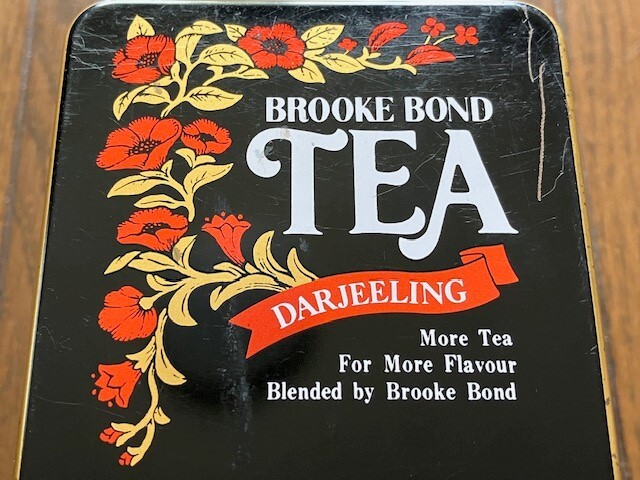 BROOKE BOND
TEA
DARJEELING
More Tea
For More Flavour
Blended by Brooke Bond